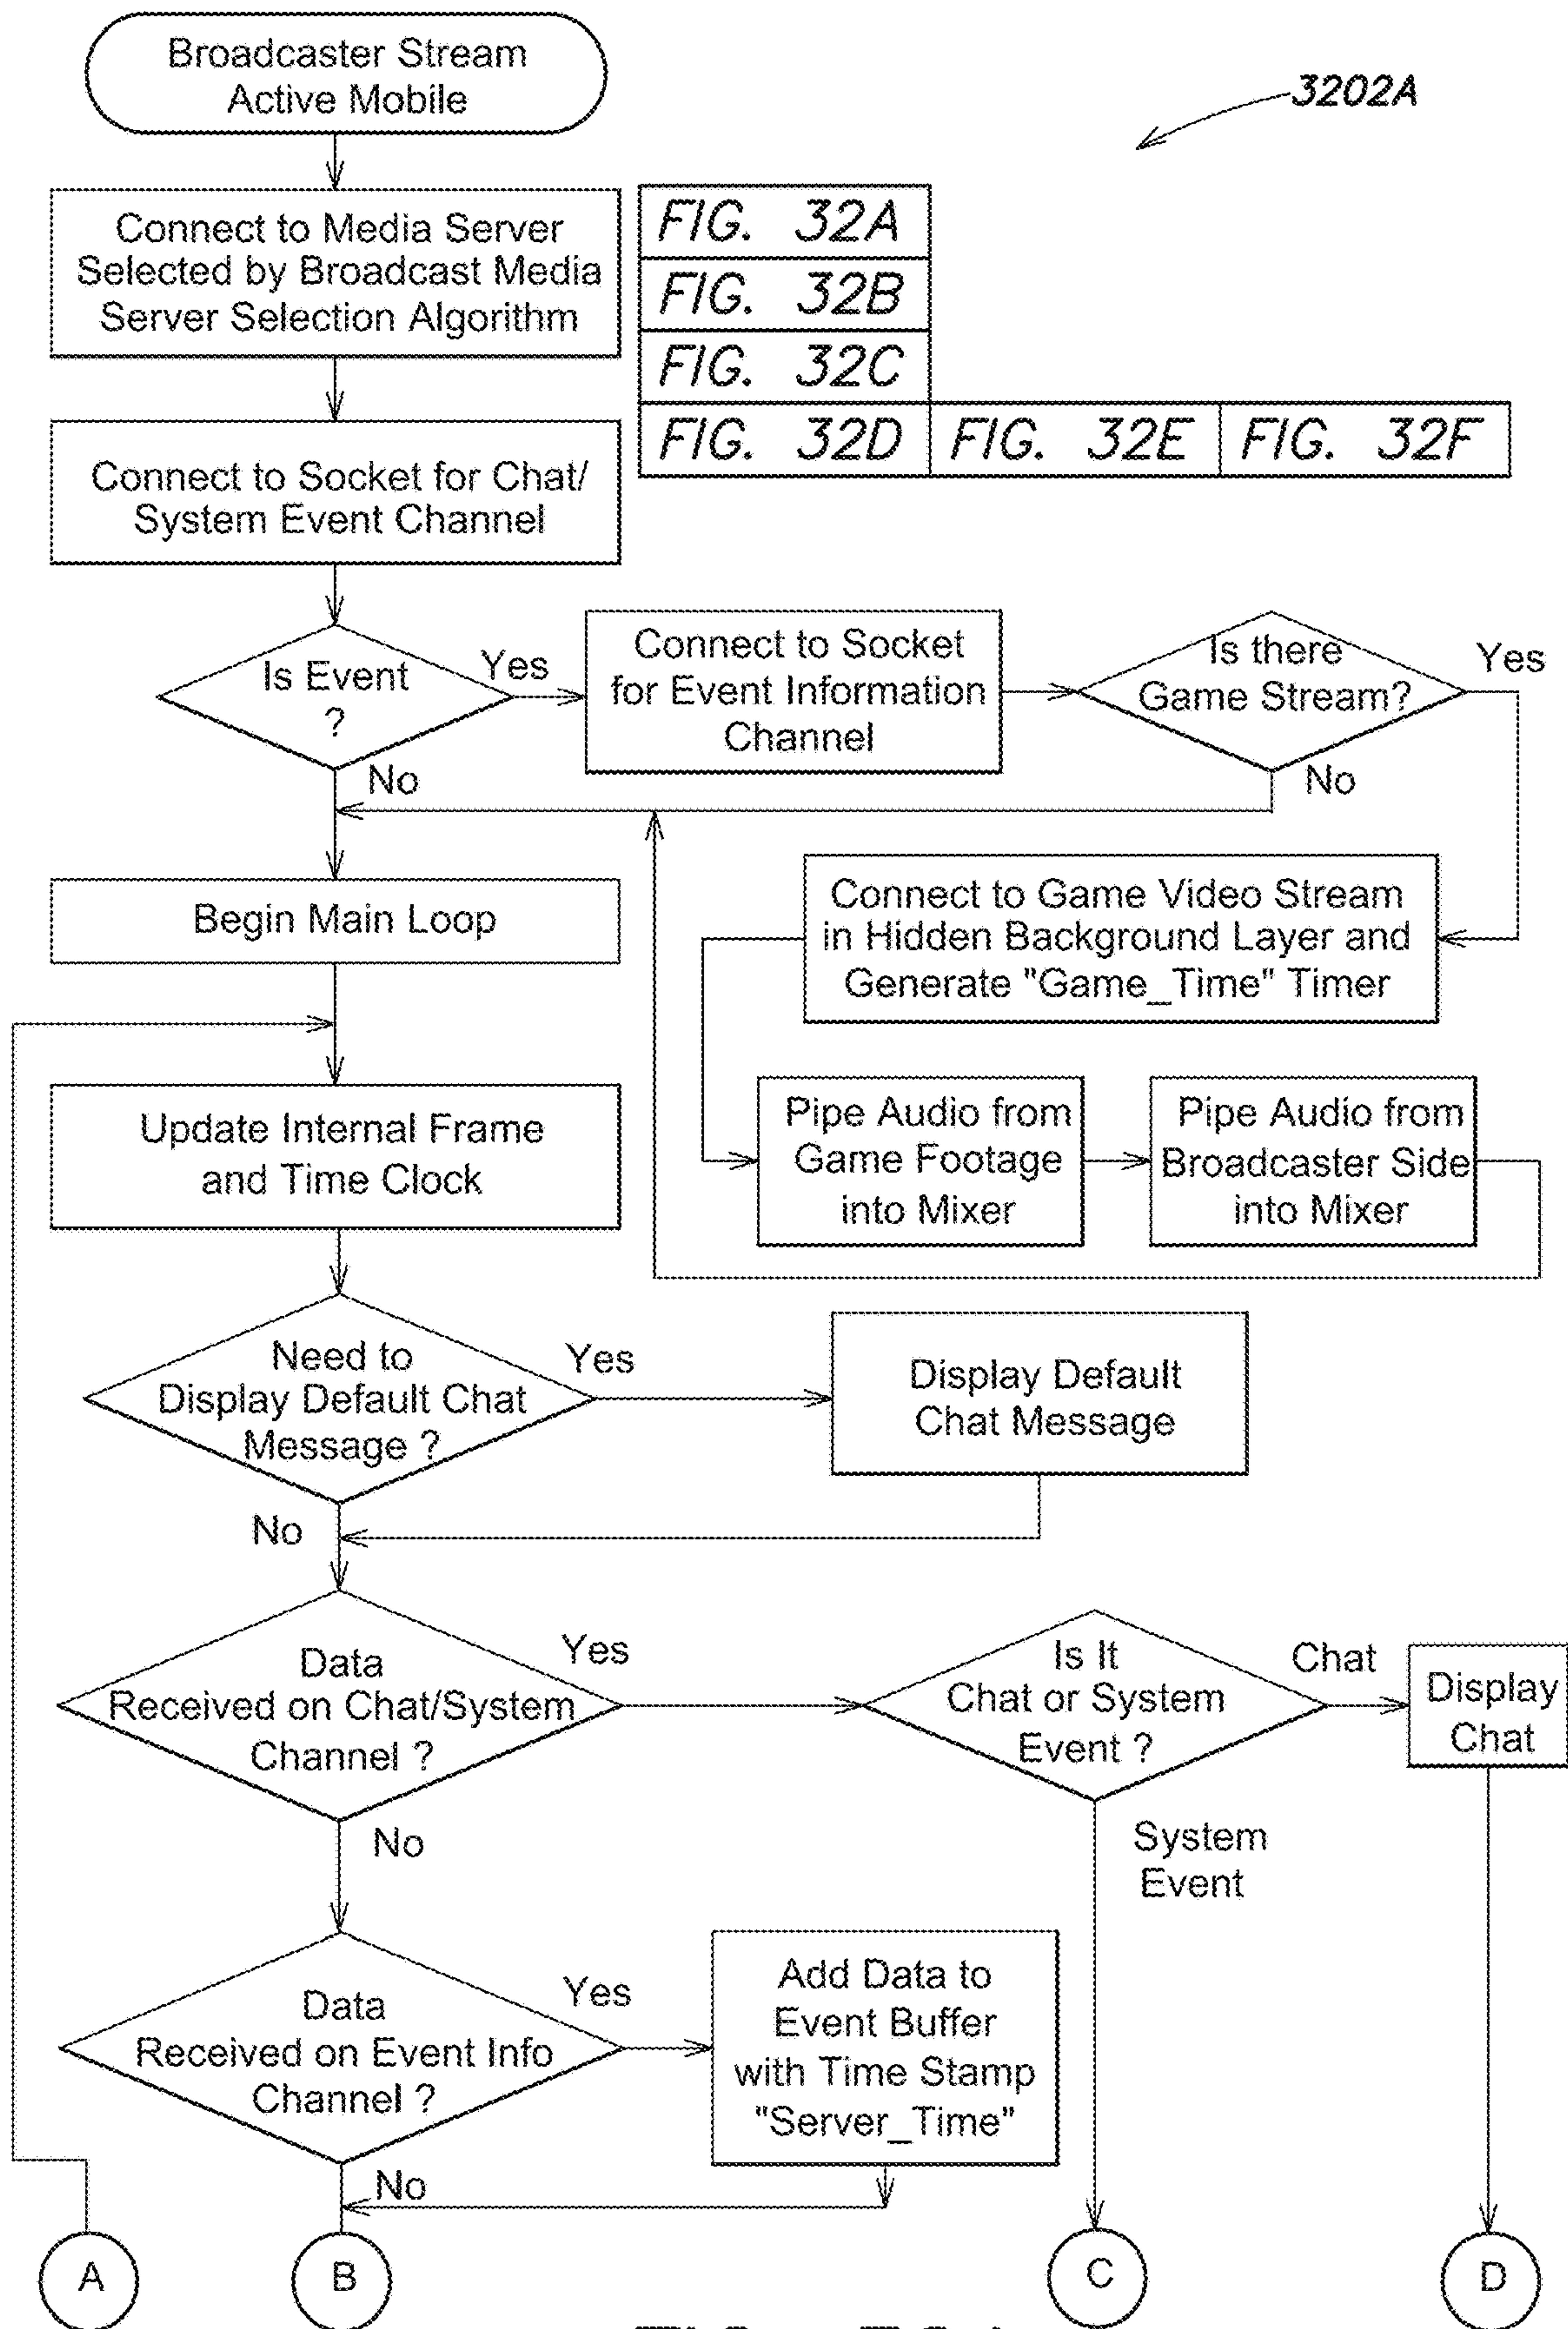 Broadcaster Stream
Active Mobile
3202A
Connect to Media Server
Selected by Broadcast Media
Server Selection Algorithm
FIG. 32A
FIG. 32B
FIG. 32C
FIG. 32D FIG. 32E FIG. 32F
Connect to Socket for Chat/
System Event Channel
Is Event
?
Yes
No
Connect to Socket
for Event Information
Channel
Is there
Game Stream?
Yes
No
Begin Main Loop
Connect to Game Video Stream
in Hidden Background Layer and
Generate "Game_Time" Timer
Pipe Audio from
Game Footage
into Mixer
Pipe Audio from
Broadcaster Side
into Mixer
Update Internal Frame
and Time Clock
Need to
Display Default Chat
Message ?
Yes
No
Display Default
Chat Message
Data
Received on Chat/System
Channel ?
Yes
No
Is It
Chat or System
Event ?
Chat
System
Event
Display
Chat
Data
Received on Event Info
Channel ?
Yes
No
Add Data to
Event Buffer
with Time Stamp
"Server_Time"
A
B
C
D